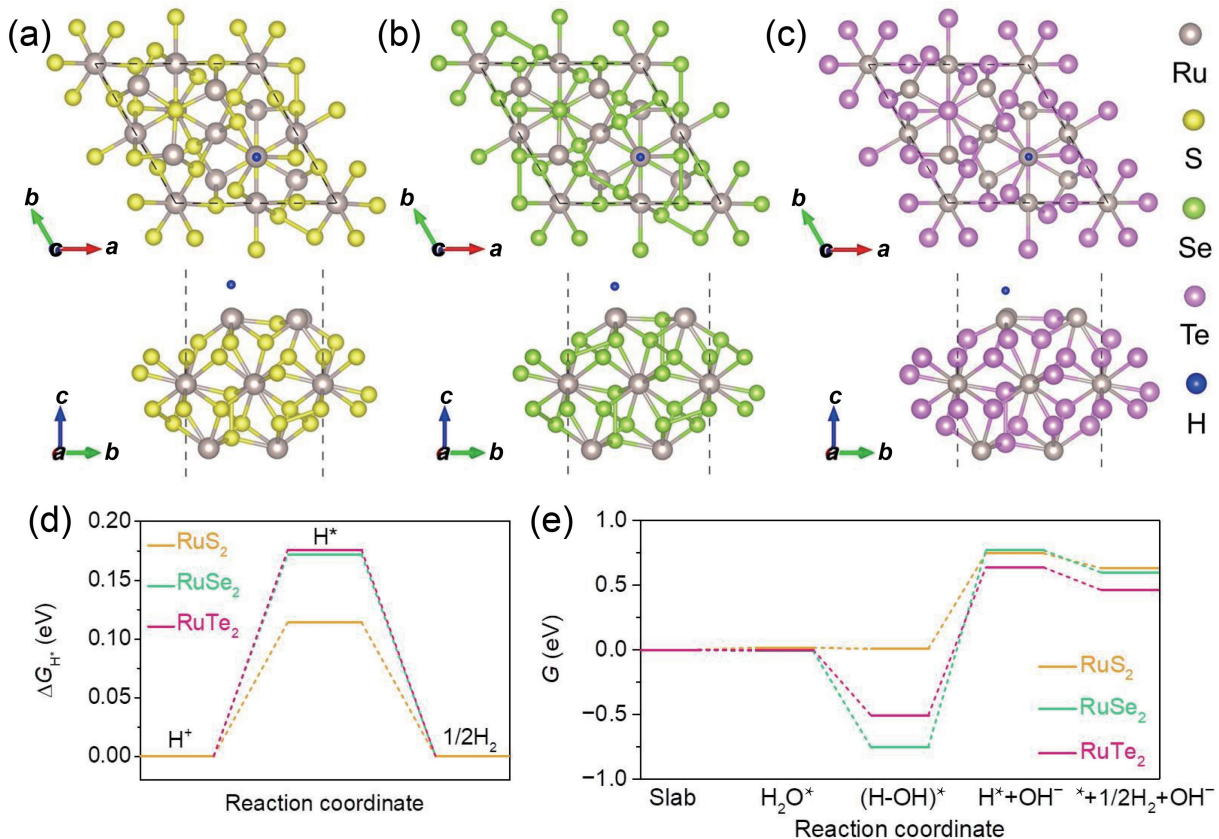 (a)
(b)
(c)
b
c
a
b
c
a
b
c
a
c
a
b
c
a
b
c
a
b
Ru
S
Se
Te
H
(d)
0.20
0.15
0.10
0.05
0.00
ΔG_H* (eV)
RuS₂
RuSe₂
RuTe₂
H*
H⁺
1/2H₂
Reaction coordinate
(e)
1.0
0.5
0.0
−0.5
−1.0
G (eV)
RuS₂
RuSe₂
RuTe₂
Slab
H₂O*
(H-OH)*
H*+OH⁻
*+1/2H₂+OH⁻
Reaction coordinate